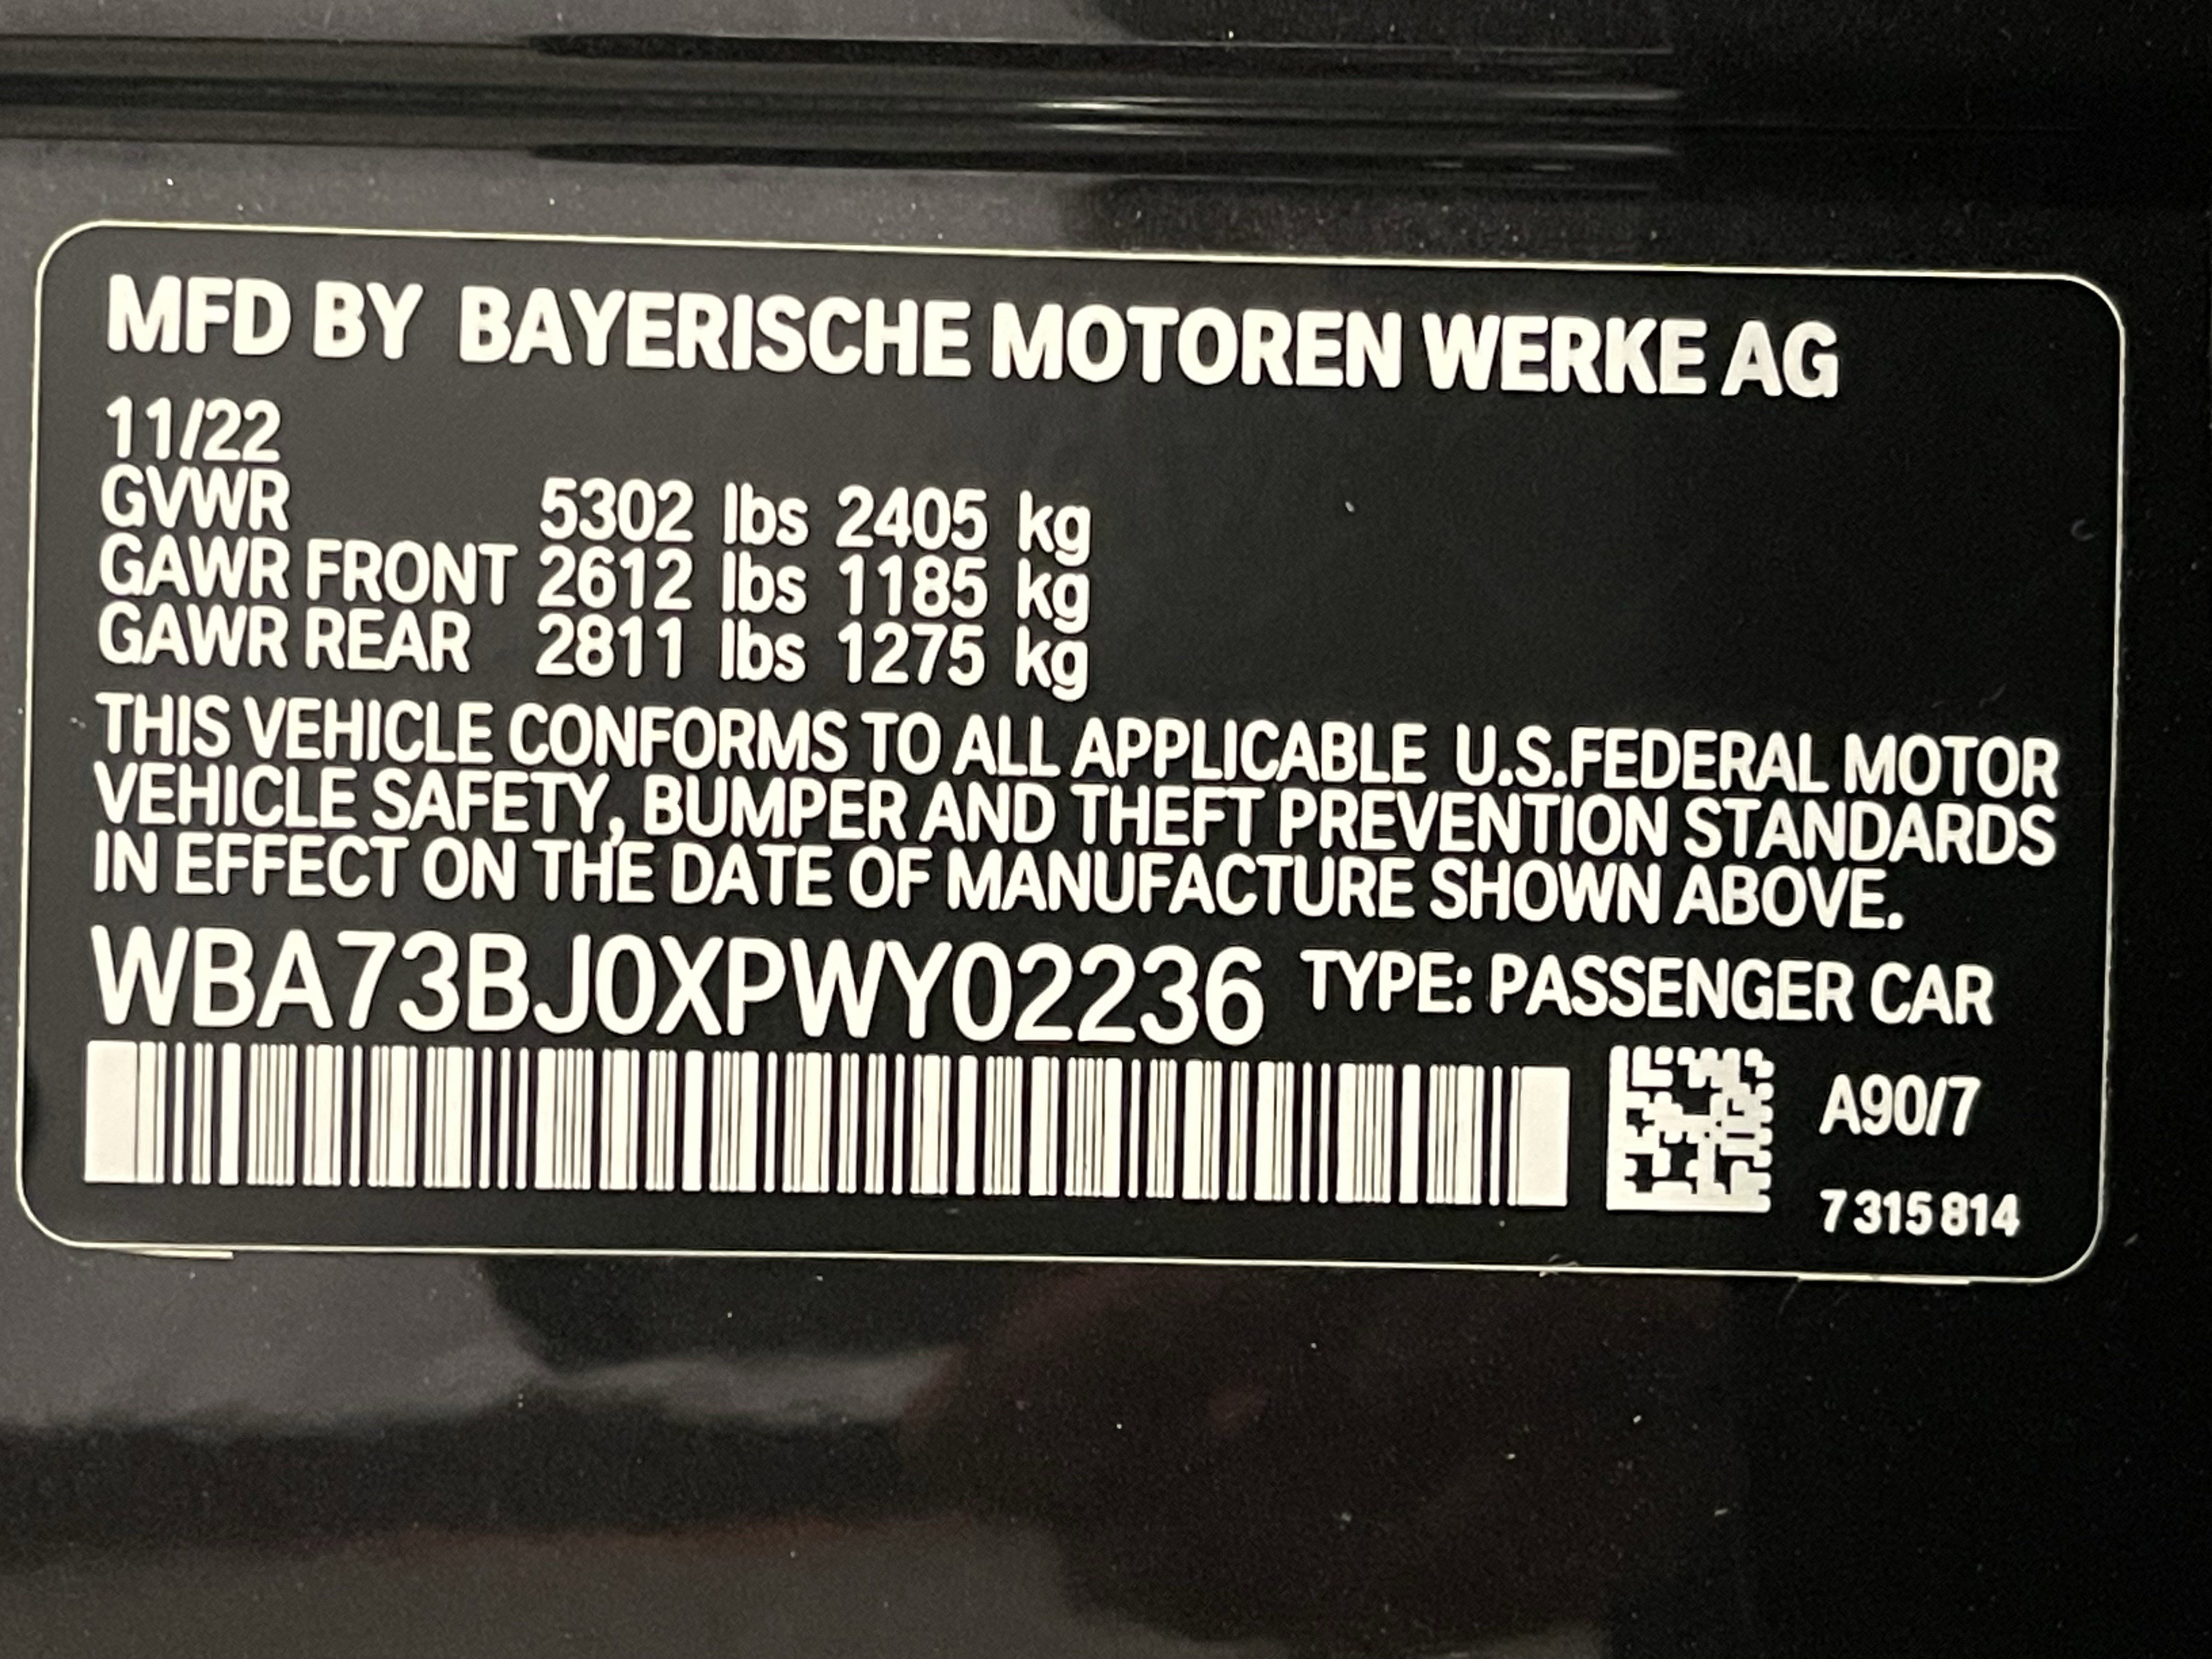 MFD BY BAYERISCHE MOTOREN WERKE AG
11/22
GVWR 5302 lbs 2405 kg
GAWR FRONT 2612 lbs 1185 kg
GAWR REAR 2811 lbs 1275 kg
THIS VEHICLE CONFORMS TO ALL APPLICABLE U.S.FEDERAL MOTOR
VEHICLE SAFETY, BUMPER AND THEFT PREVENTION STANDARDS
IN EFFECT ON THE DATE OF MANUFACTURE SHOWN ABOVE.
WBA73BJ0XPWY02236 TYPE: PASSENGER CAR
A90/7
7 315 814